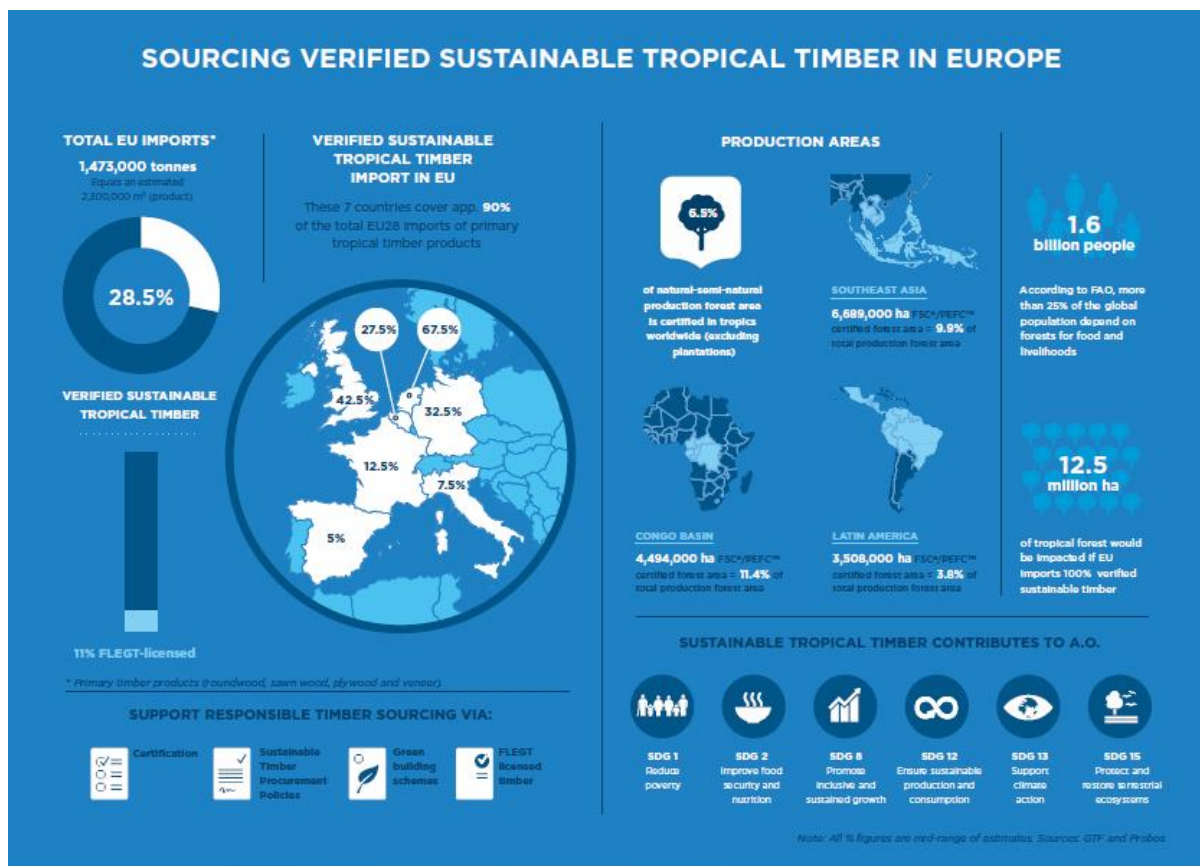 SOURCING VERIFIED SUSTAINABLE TROPICAL TIMBER IN EUROPE
TOTAL EU IMPORTS*
1,473,000 tonnes
Equals an estimated
2,300,000 m³ (product)
28.5%
VERIFIED SUSTAINABLE
TROPICAL TIMBER
11% FLEGT-licensed
VERIFIED SUSTAINABLE
TROPICAL TIMBER
IMPORT IN EU
These 7 countries cover app. 90%
of the total EU28 imports of primary
tropical timber products
27.5%
67.5%
42.5%
32.5%
12.5%
7.5%
5%
* Primary timber products (roundwood, sawn wood, plywood and veneer).
SUPPORT RESPONSIBLE TIMBER SOURCING VIA:
Certification
Sustainable
Timber
Procurement
Policies
Green
building
schemes
FLEGT
licensed
timber
PRODUCTION AREAS
6.5%
of natural-semi-natural
production forest area
is certified in tropics
worldwide (excluding
plantations)
SOUTHEAST ASIA
6,689,000 ha FSC®/PEFC™
certified forest area = 9.9% of
total production forest area
CONGO BASIN
4,494,000 ha FSC®/PEFC™
certified forest area = 11.4% of
total production forest area
LATIN AMERICA
3,508,000 ha FSC®/PEFC™
certified forest area = 3.8% of
total production forest area
1.6
billion people
According to FAO, more
than 25% of the global
population depend on
forests for food and
livelihoods
12.5
million ha
of tropical forest would
be impacted if EU
imports 100% verified
sustainable timber
SUSTAINABLE TROPICAL TIMBER CONTRIBUTES TO A.O.
SDG 1
Reduce
poverty
SDG 2
Improve food
security and
nutrition
SDG 8
Promote
inclusive and
sustained growth
SDG 12
Ensure sustainable
production and
consumption
SDG 13
Support
climate
action
SDG 15
Protect and
restore terrestrial
ecosystems
Note: All % figures are mid-range of estimates. Sources: GTF and Probos